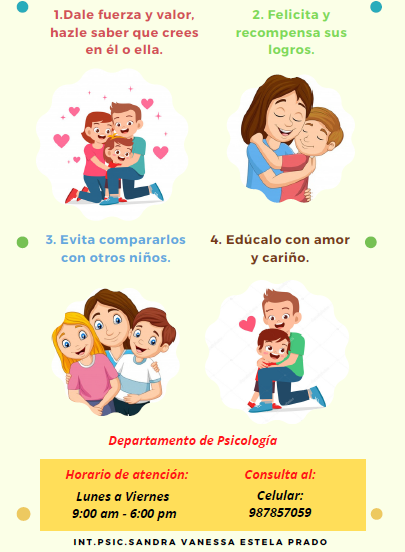 1.Dale fuerza y valor,
hazle saber que crees
en él o ella.
2. Felicita y
recompensa sus
logros.
3. Evita compararlos
con otros niños.
4. Edúcalo con amor
y cariño.
Departamento de Psicología
Horario de atención:
Lunes a Viernes
9:00 am - 6:00 pm
Consulta al:
Celular:
987857059
INT.PSIC.SANDRA VANESSA ESTELA PRADO